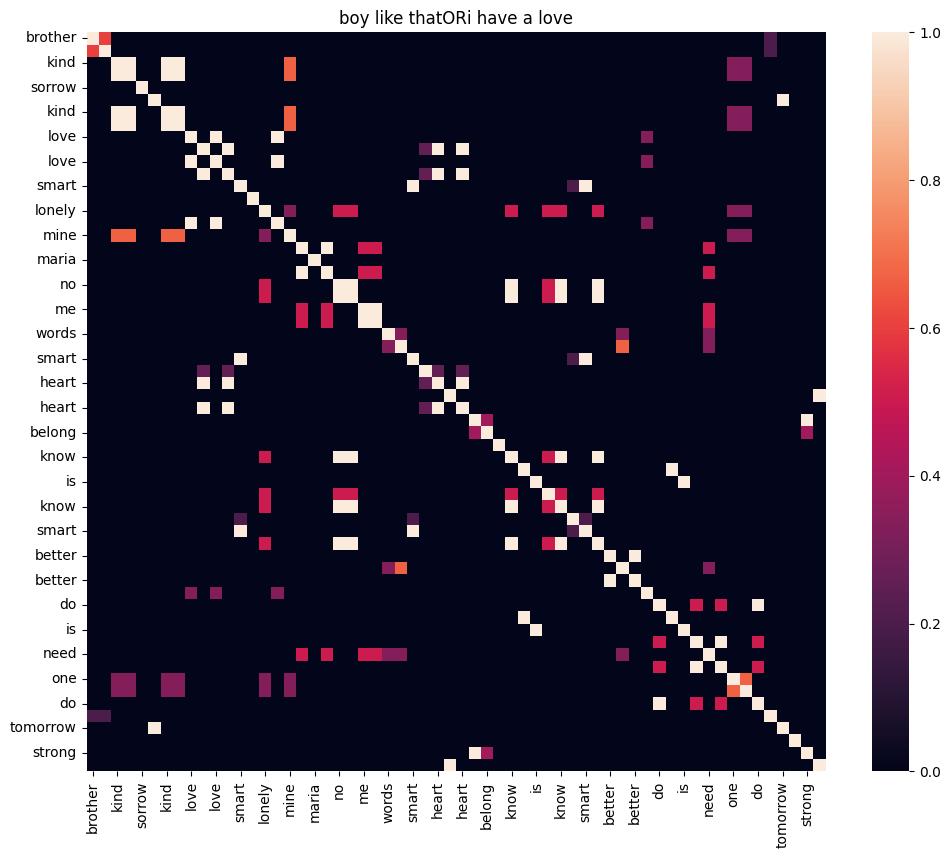 boy like thatORi have a love
brother
kind
sorrow
kind
love
love
smart
lonely
mine
maria
no
me
words
smart
heart
heart
belong
know
is
know
smart
better
better
do
is
need
one
do
tomorrow
strong
brother
kind
sorrow
kind
love
love
smart
lonely
mine
maria
no
me
words
smart
heart
heart
belong
know
is
know
smart
better
better
do
is
need
one
do
tomorrow
strong
1.0
0.8
0.6
0.4
0.2
0.0